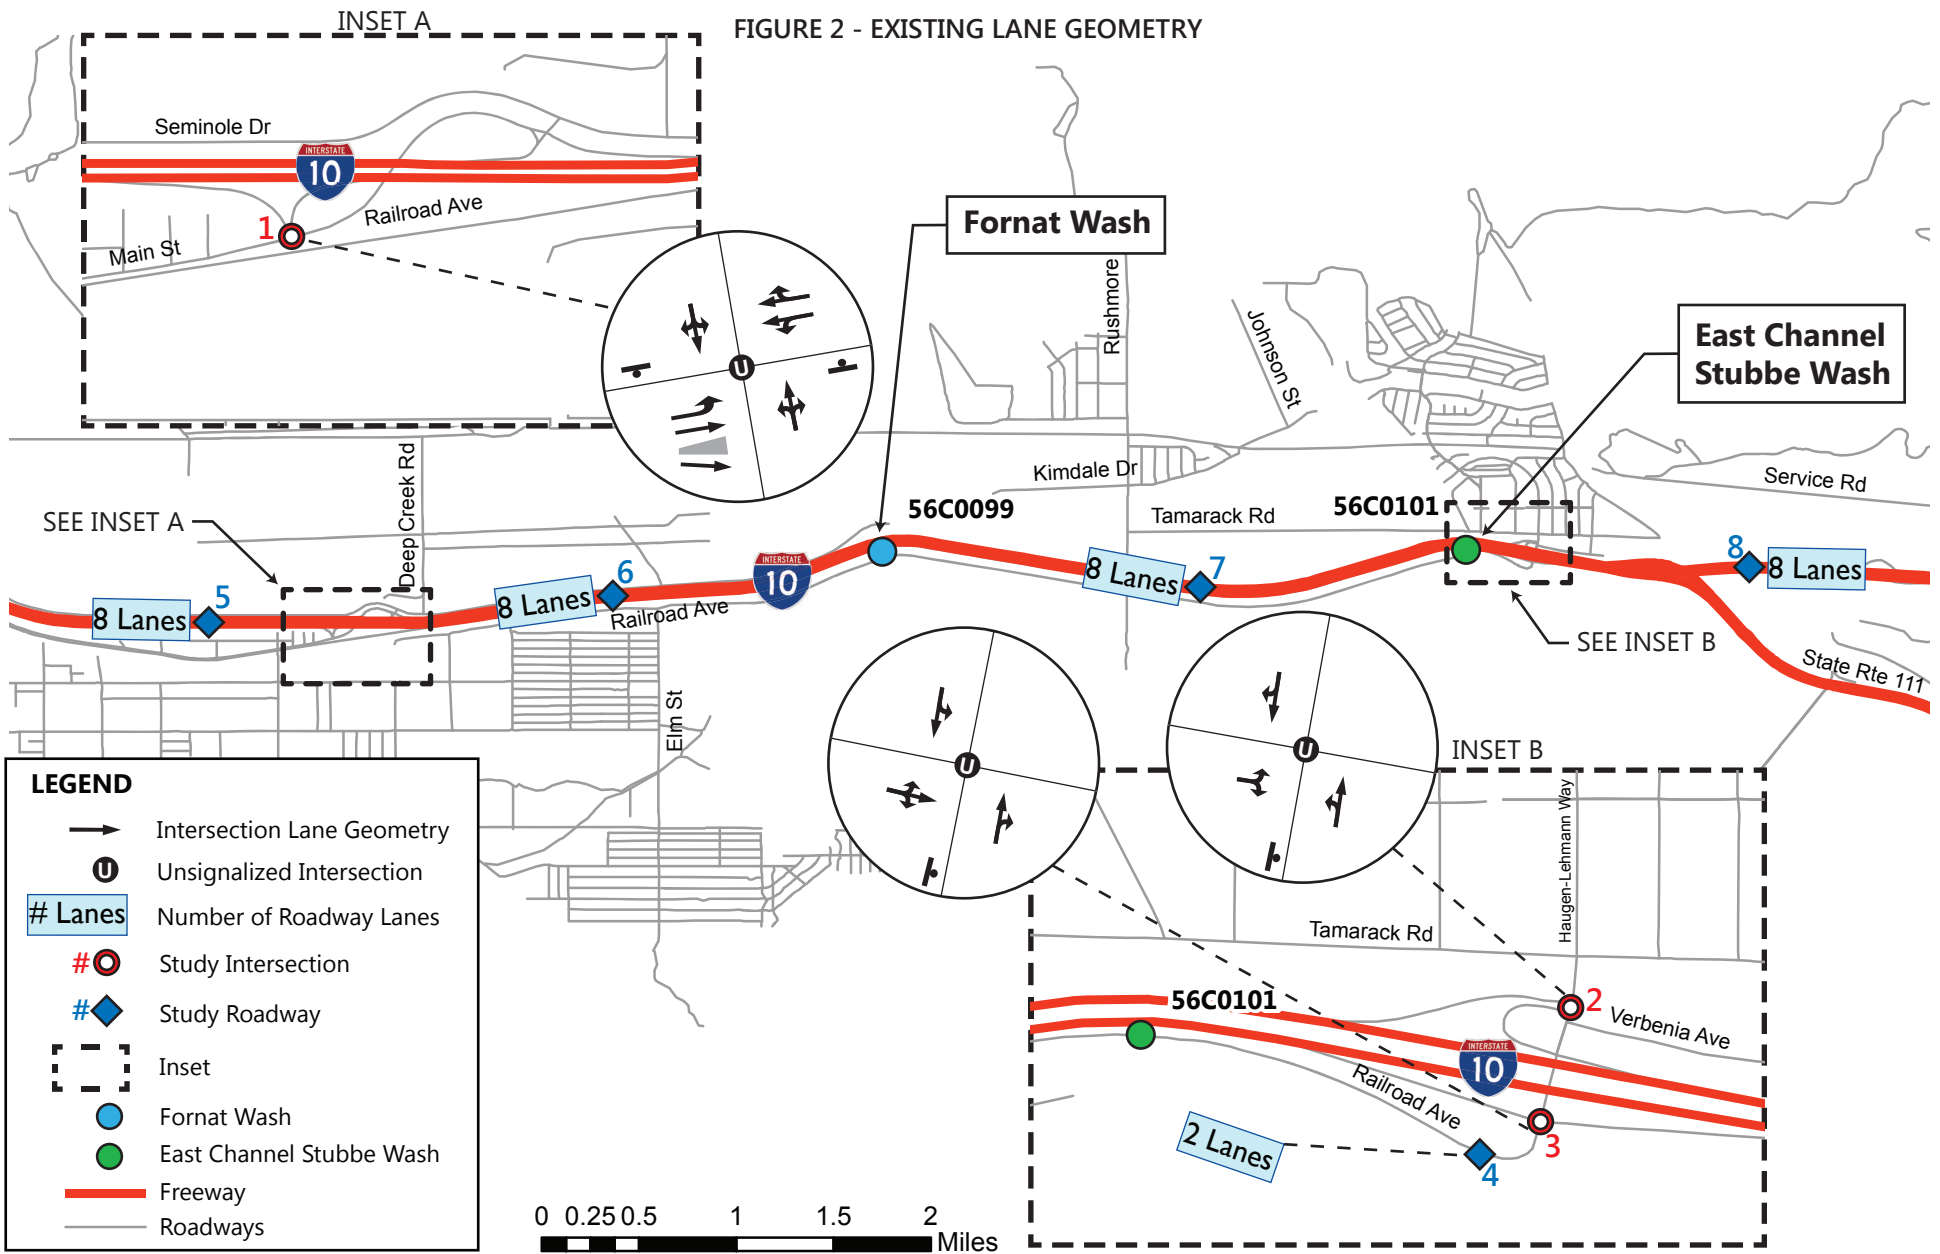 INSET A
FIGURE 2 - EXISTING LANE GEOMETRY
Seminole Dr
INTERSTATE
10
Railroad Ave
1
Main St
Fornat Wash
U
Rushmore
Johnson St
East Channel
Stubbe Wash
Deep Creek Rd
Kimdale Dr
Service Rd
56C0099
56C0101
Tamarack Rd
SEE INSET A
8 Lanes
5
8 Lanes
6
Railroad Ave
INTERSTATE
10
8 Lanes
7
8
8 Lanes
SEE INSET B
State Rte 111
Elm St
U
U
INSET B
Haugen-Lehmann Way
Tamarack Rd
56C0101
2
Verbenia Ave
INTERSTATE
10
Railroad Ave
3
2 Lanes
4
LEGEND
Intersection Lane Geometry
U
Unsignalized Intersection
# Lanes
Number of Roadway Lanes
#
Study Intersection
#
Study Roadway
Inset
Fornat Wash
East Channel Stubbe Wash
Freeway
Roadways
0 0.25 0.5 1 1.5 2
Miles